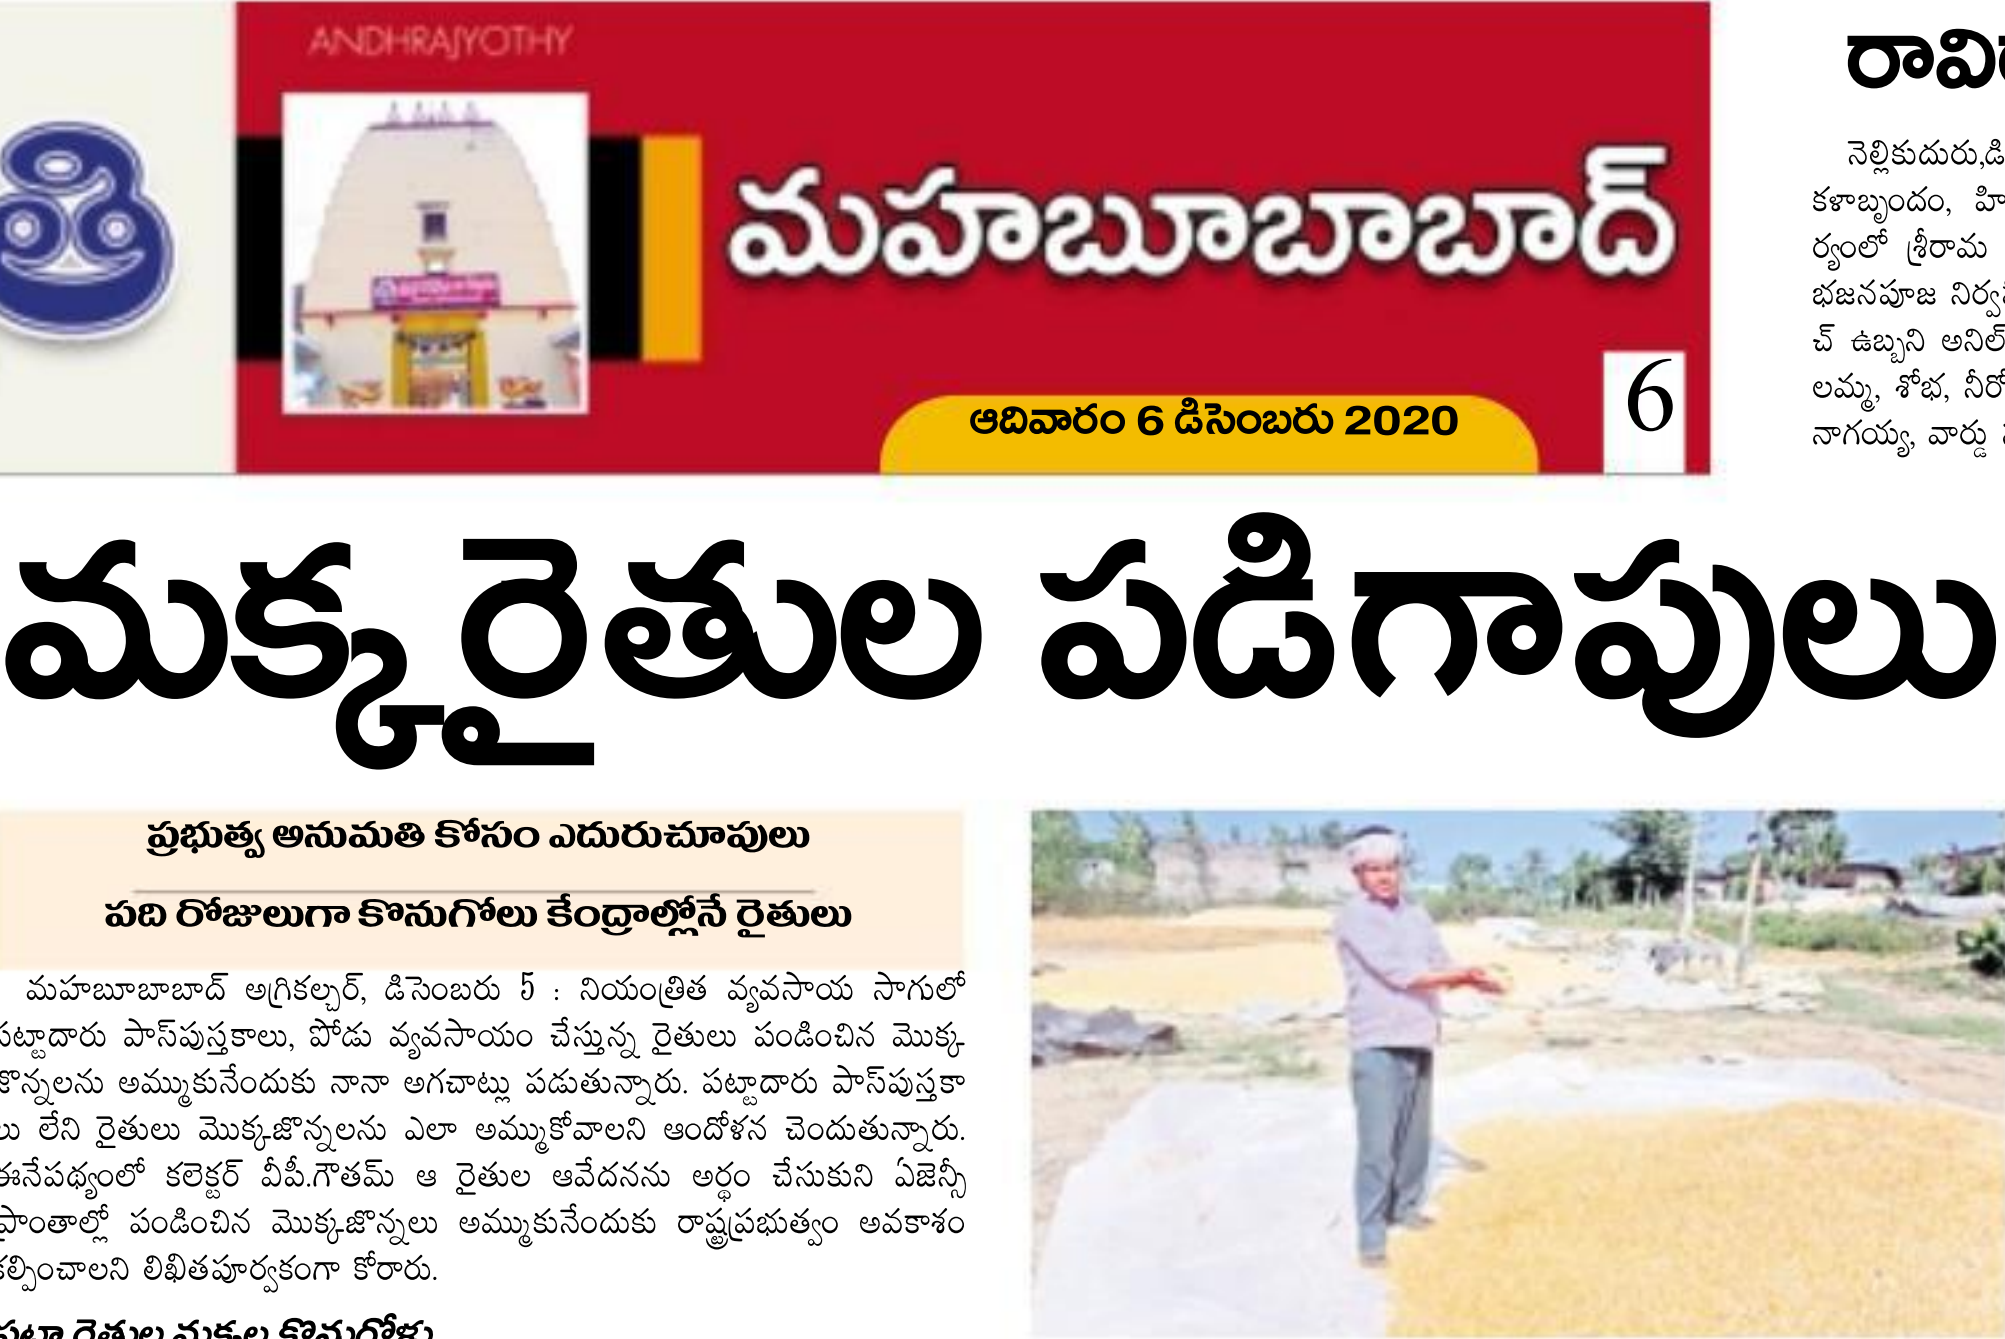 ANDHRAJYOTHY
మహబూబాబాద్
6
ఆదివారం 6 డిసెంబరు 2020
మక్క రైతుల పడిగాపులు
ప్రభుత్వ అనుమతి కోసం ఎదురుచూపులు
పది రోజులుగా కొనుగోలు కేంద్రాల్లోనే రైతులు
మహబూబాబాద్ అగ్రికల్చర్, డిసెంబరు 5 : నియంత్రిత వ్యవసాయ సాగులో
పట్టాదారు పాస్‌పుస్తకాలు, పోడు వ్యవసాయం చేస్తున్న రైతులు పండించిన మొక్క
జొన్నలను అమ్ముకునేందుకు నానా అగచాట్లు పడుతున్నారు. పట్టాదారు పాస్‌పుస్తకా
లు లేని రైతులు మొక్కజొన్నలను ఎలా అమ్ముకోవాలని ఆందోళన చెందుతున్నారు.
ఈనేపథ్యంలో కలెక్టర్ వీపీ.గౌతమ్ ఆ రైతుల ఆవేదనను అర్థం చేసుకుని ఏజెన్సీ
ప్రాంతాల్లో పండించిన మొక్కజొన్నలు అమ్ముకునేందుకు రాష్ట్రప్రభుత్వం అవకాశం
కల్పించాలని లిఖితపూర్వకంగా కోరారు.
నెల్లికుదురు,డి
కళాబృందం, హి
ర్యంలో శ్రీరామ
భజనపూజ నిర్వ
చ్ ఉబ్బని అనిల్
లమ్మ, శోభ, నీరో
నాగయ్య, వార్డు